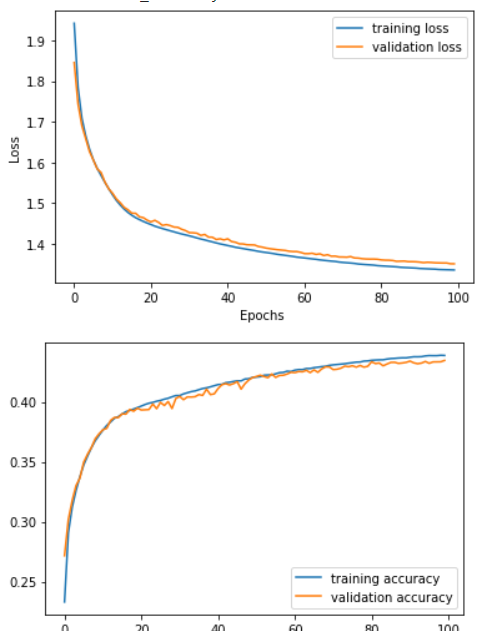 1.9
1.8
1.7
1.6
1.5
1.4
Loss
training loss
validation loss
0 20 40 60 80 100
Epochs
0.40
0.35
0.30
0.25
training accuracy
validation accuracy
0 20 40 60 80 100